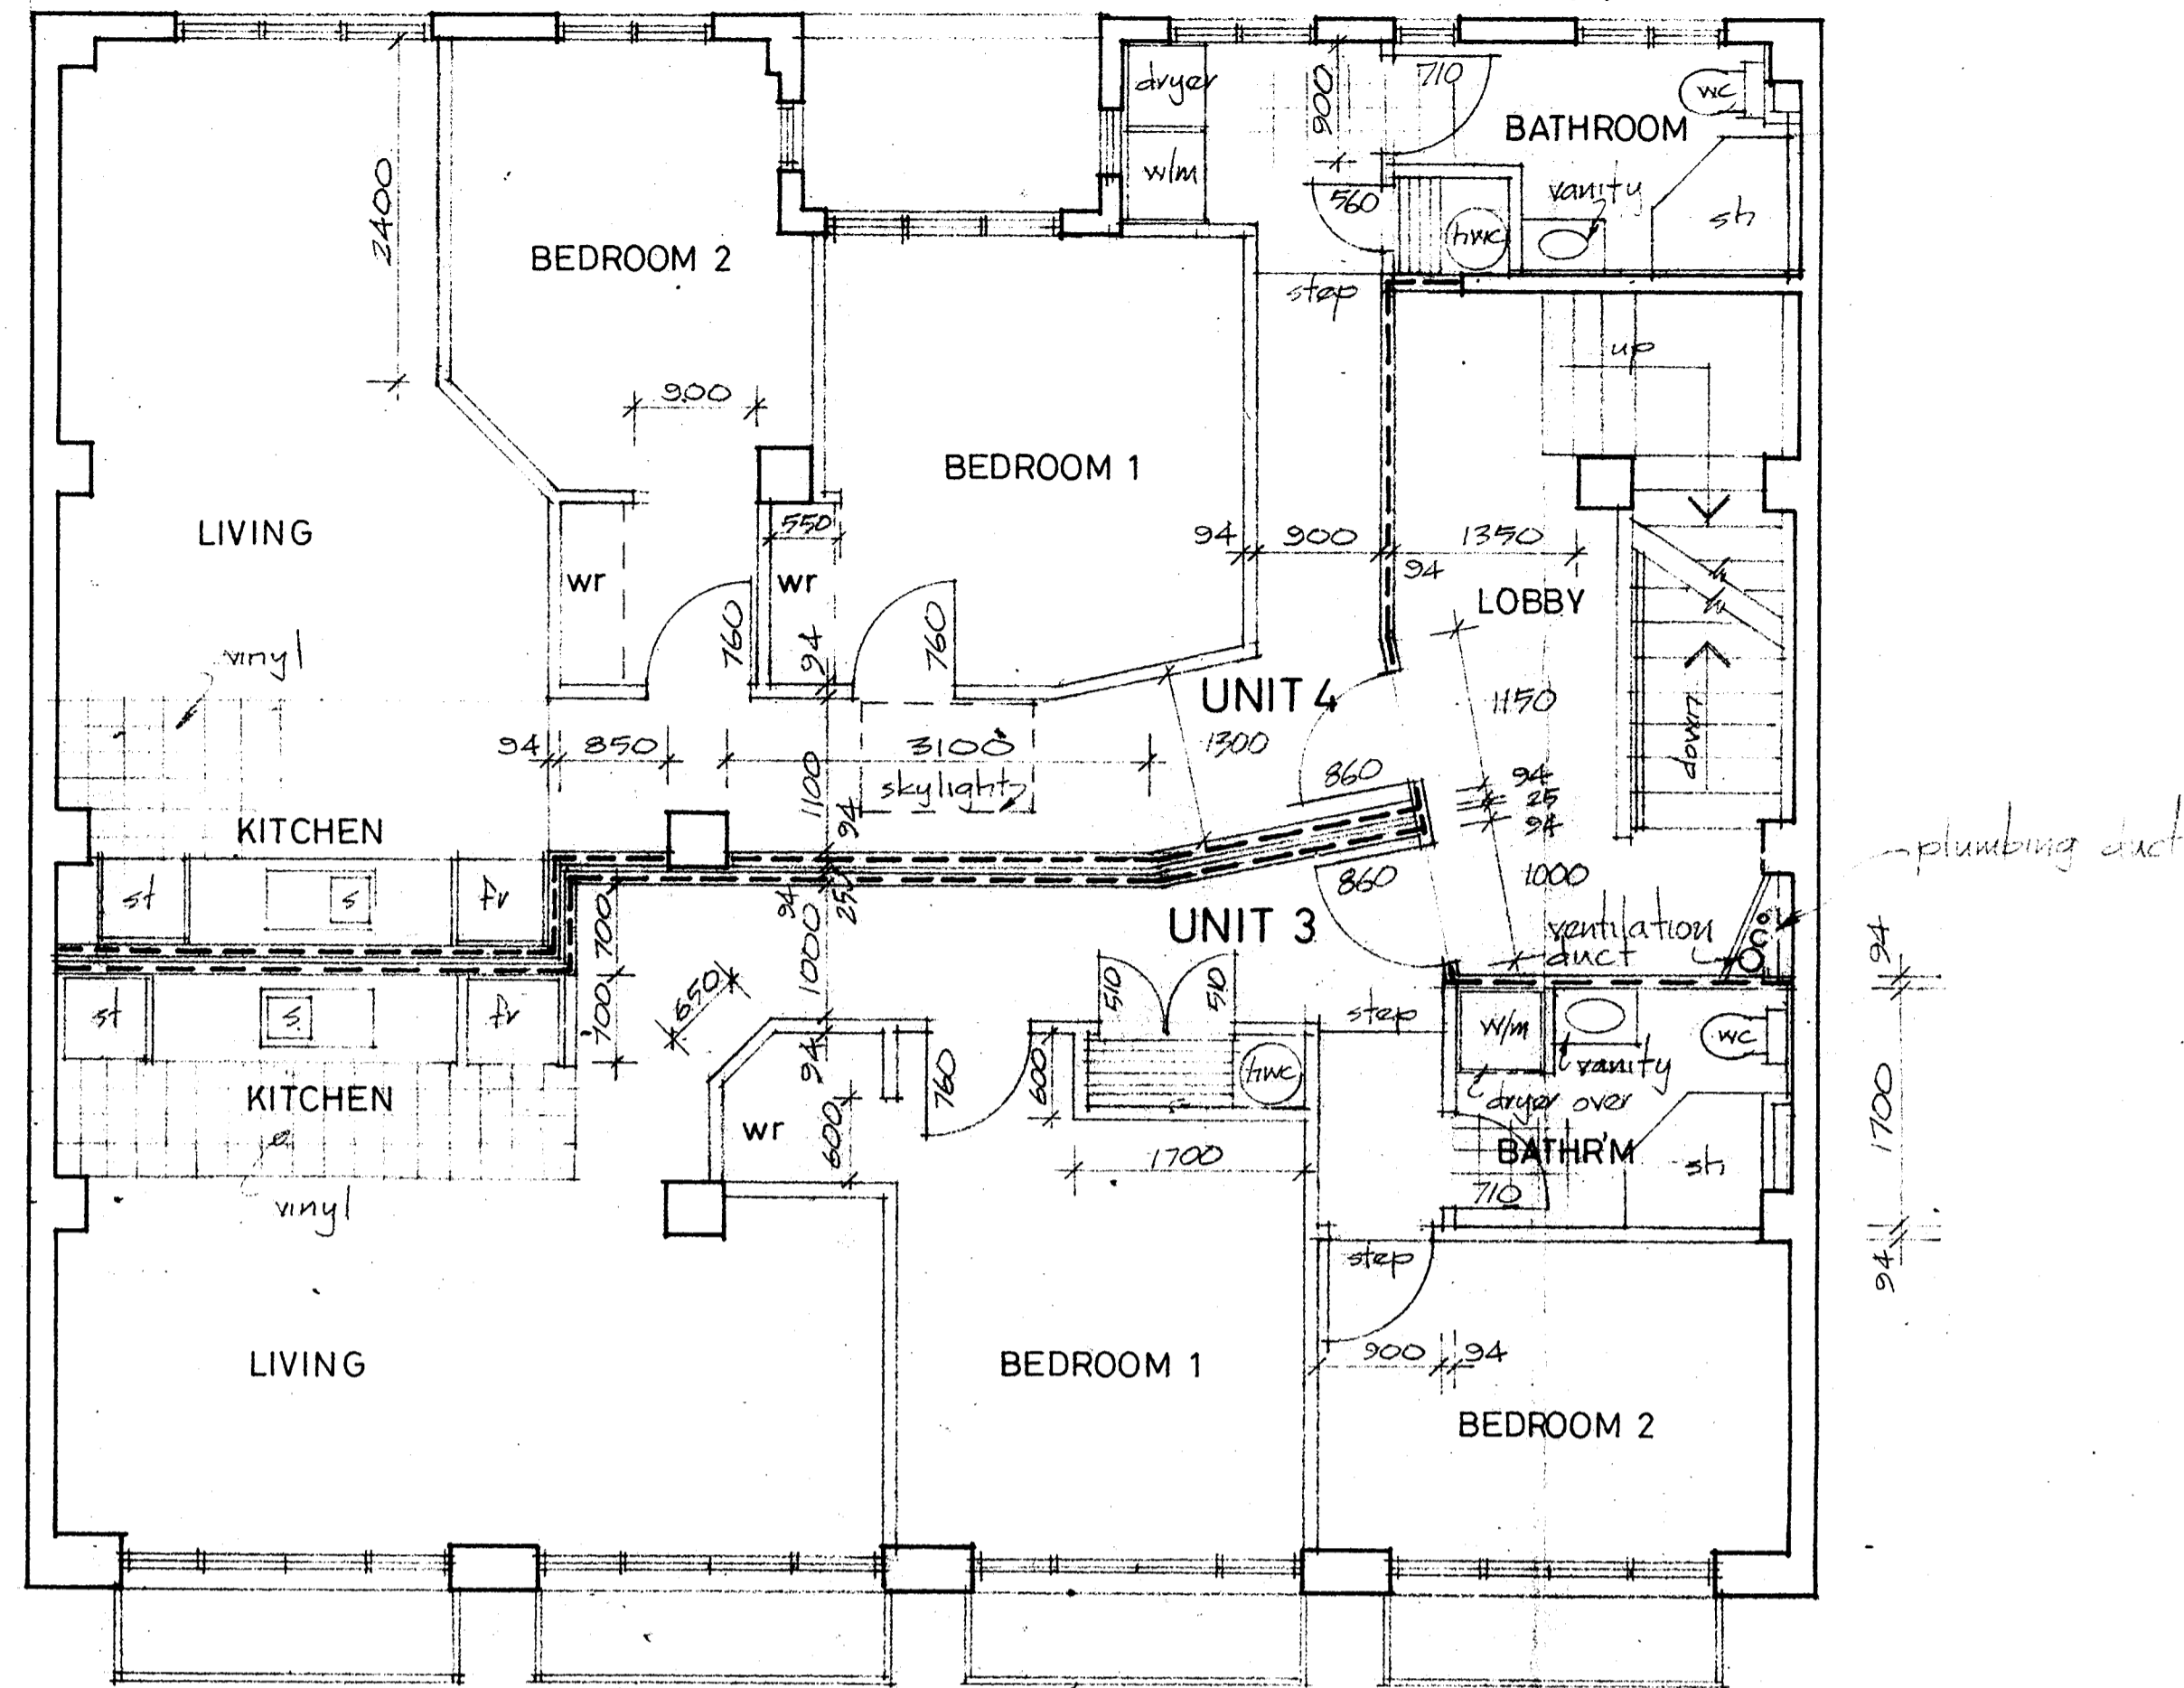 dryer
900
710
wc
BATHROOM
w/m
2400
560
vanity
hwc
sh
BEDROOM 2
step
up
900
BEDROOM 1
LIVING
550
94
900
1350
94
wr
wr
LOBBY
760
94
760
vinyl
UNIT 4
1150
down
94
850
3100
1300
1100
skylight
860
94
25
94
94
KITCHEN
plumbing duct
st
s
fr
860
1000
94
25
700
1000
UNIT 3
ventilation
duct
94
650
510
510
st
s
fr
700
step
w/m
wc
94
760
600
hwc
vanity
KITCHEN
dryer over
1700
wr
600
BATHR'M
sh
1700
710
vinyl
step
94
LIVING
BEDROOM 1
900
94
BEDROOM 2